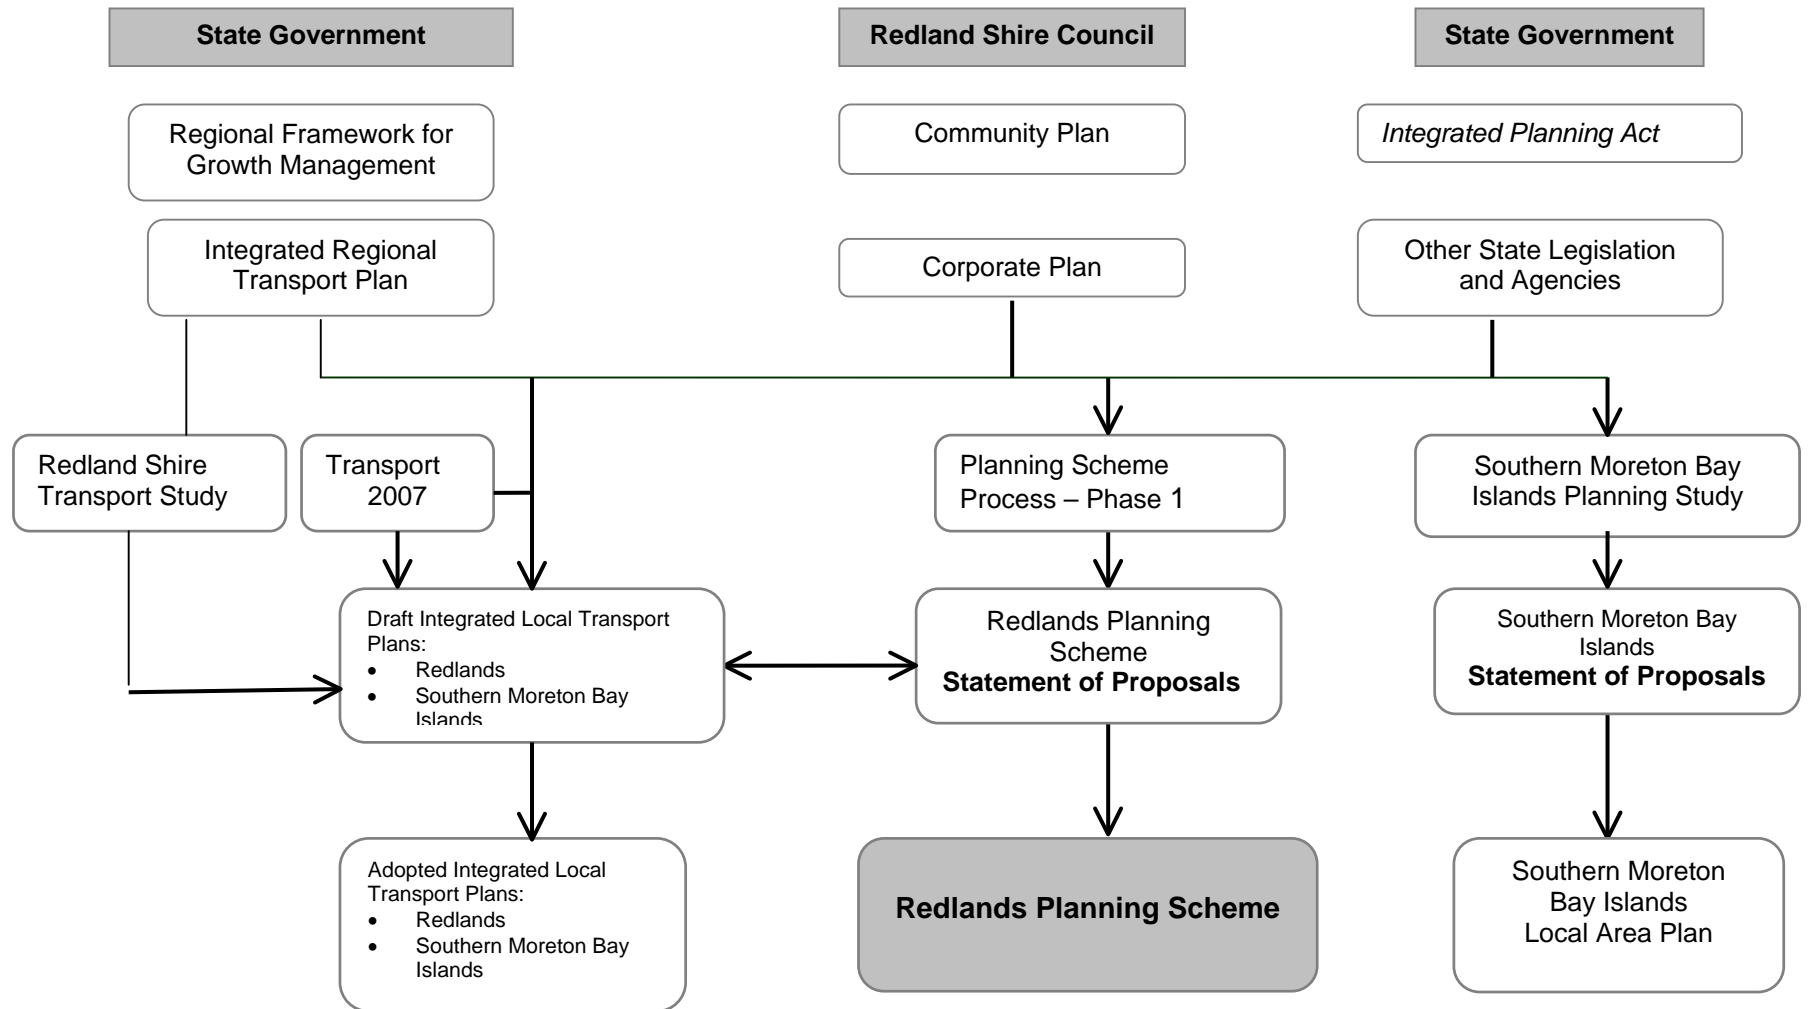 State Government
Redland Shire Council
State Government
Regional Framework for
Growth Management
Community Plan
Integrated Planning Act
Integrated Regional
Transport Plan
Corporate Plan
Other State Legislation
and Agencies
Redland Shire
Transport Study
Transport
2007
Planning Scheme
Process – Phase 1
Southern Moreton Bay
Islands Planning Study
Draft Integrated Local Transport
Plans:
• Redlands
• Southern Moreton Bay
Islands
Redlands Planning
Scheme
Statement of Proposals
Southern Moreton Bay
Islands
Statement of Proposals
Adopted Integrated Local
Transport Plans:
• Redlands
• Southern Moreton Bay
Islands
Redlands Planning Scheme
Southern Moreton
Bay Islands
Local Area Plan